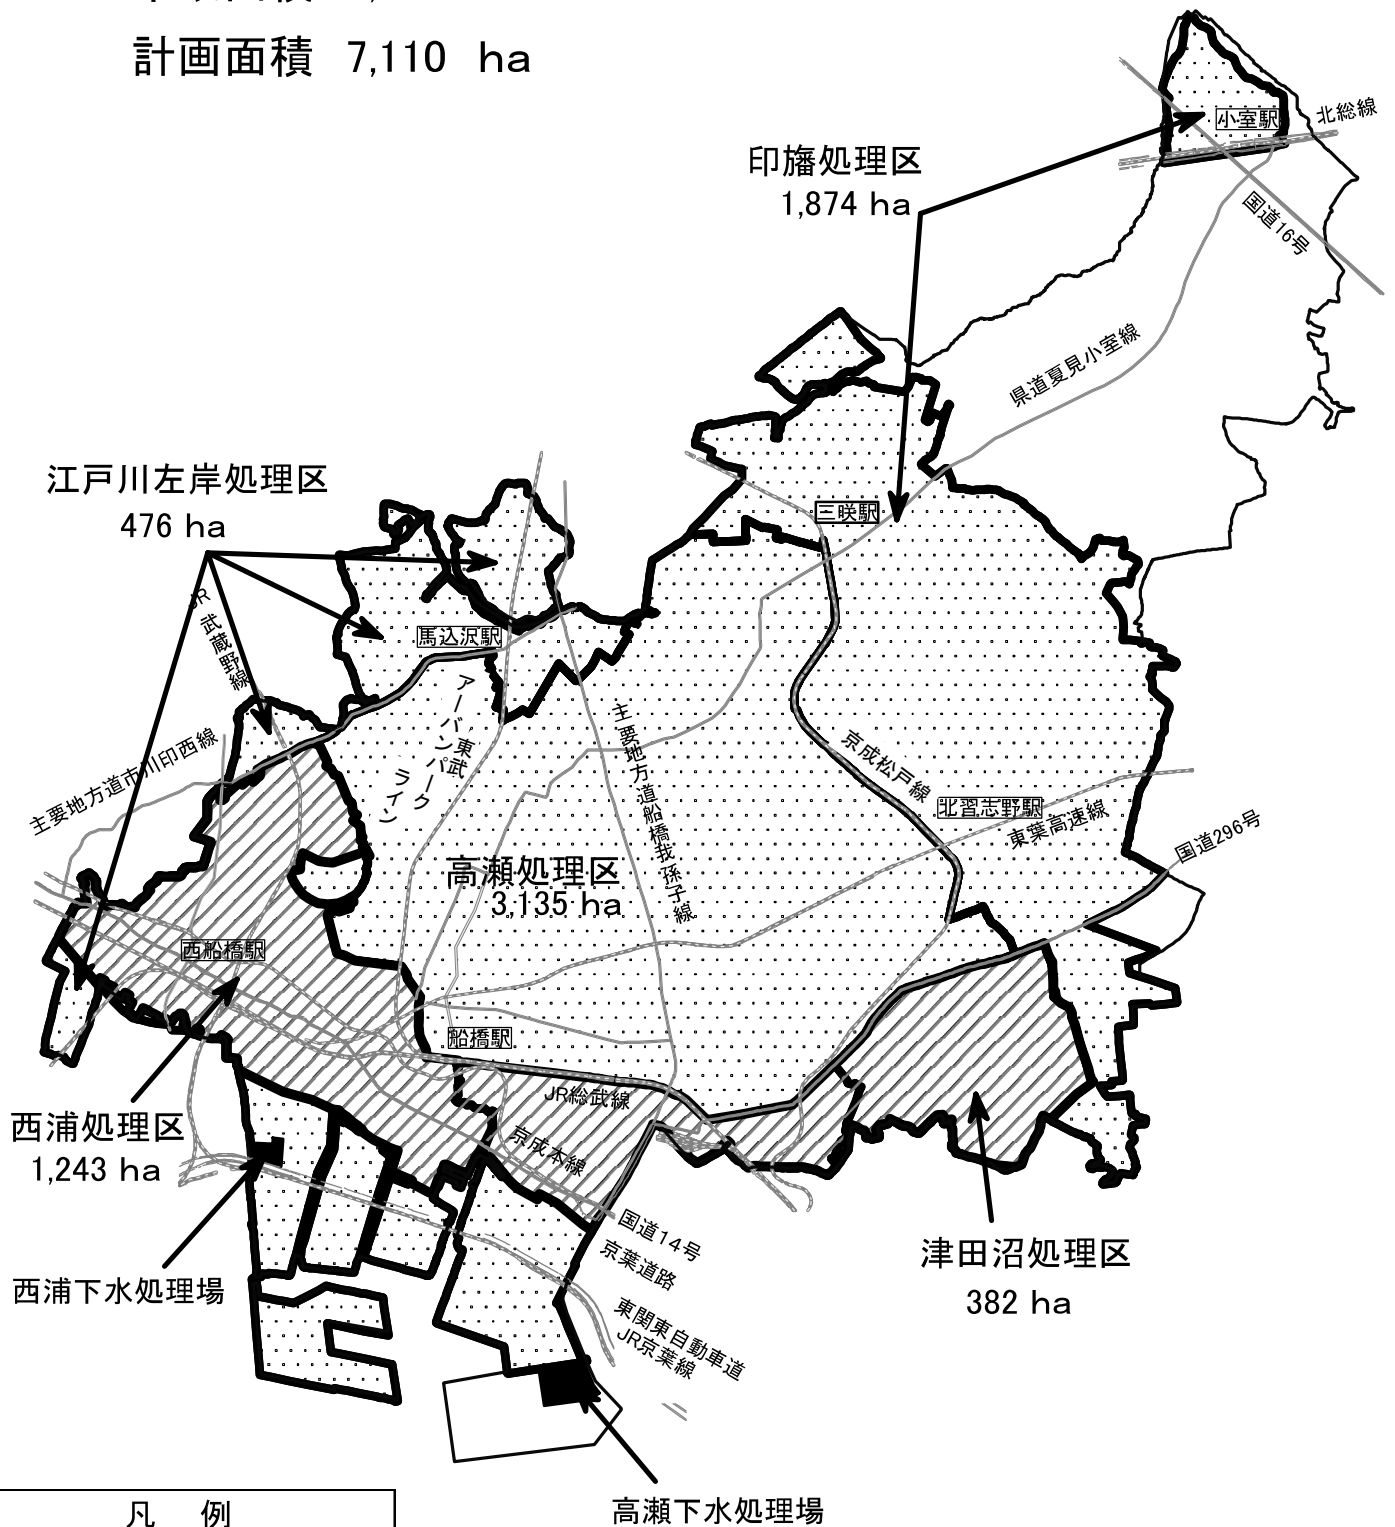 計画面積 7,110 ha
小室駅
北総線
印旛処理区
1,874 ha
国道16号
県道夏見小室線
江戸川左岸処理区
476 ha
三咲駅
JR 武蔵野線
馬込沢駅
東武
アーバンパーク
ライン
主要地方道船橋我孫子線
主要地方道市川印西線
京成松戸線
北習志野駅
東葉高速線
国道296号
高瀬処理区
3,135 ha
西船橋駅
船橋駅
JR総武線
西浦処理区
1,243 ha
京成本線
国道14号
京葉道路
津田沼処理区
382 ha
西浦下水処理場
東関東自動車道
JR京葉線
高瀬下水処理場
凡 例